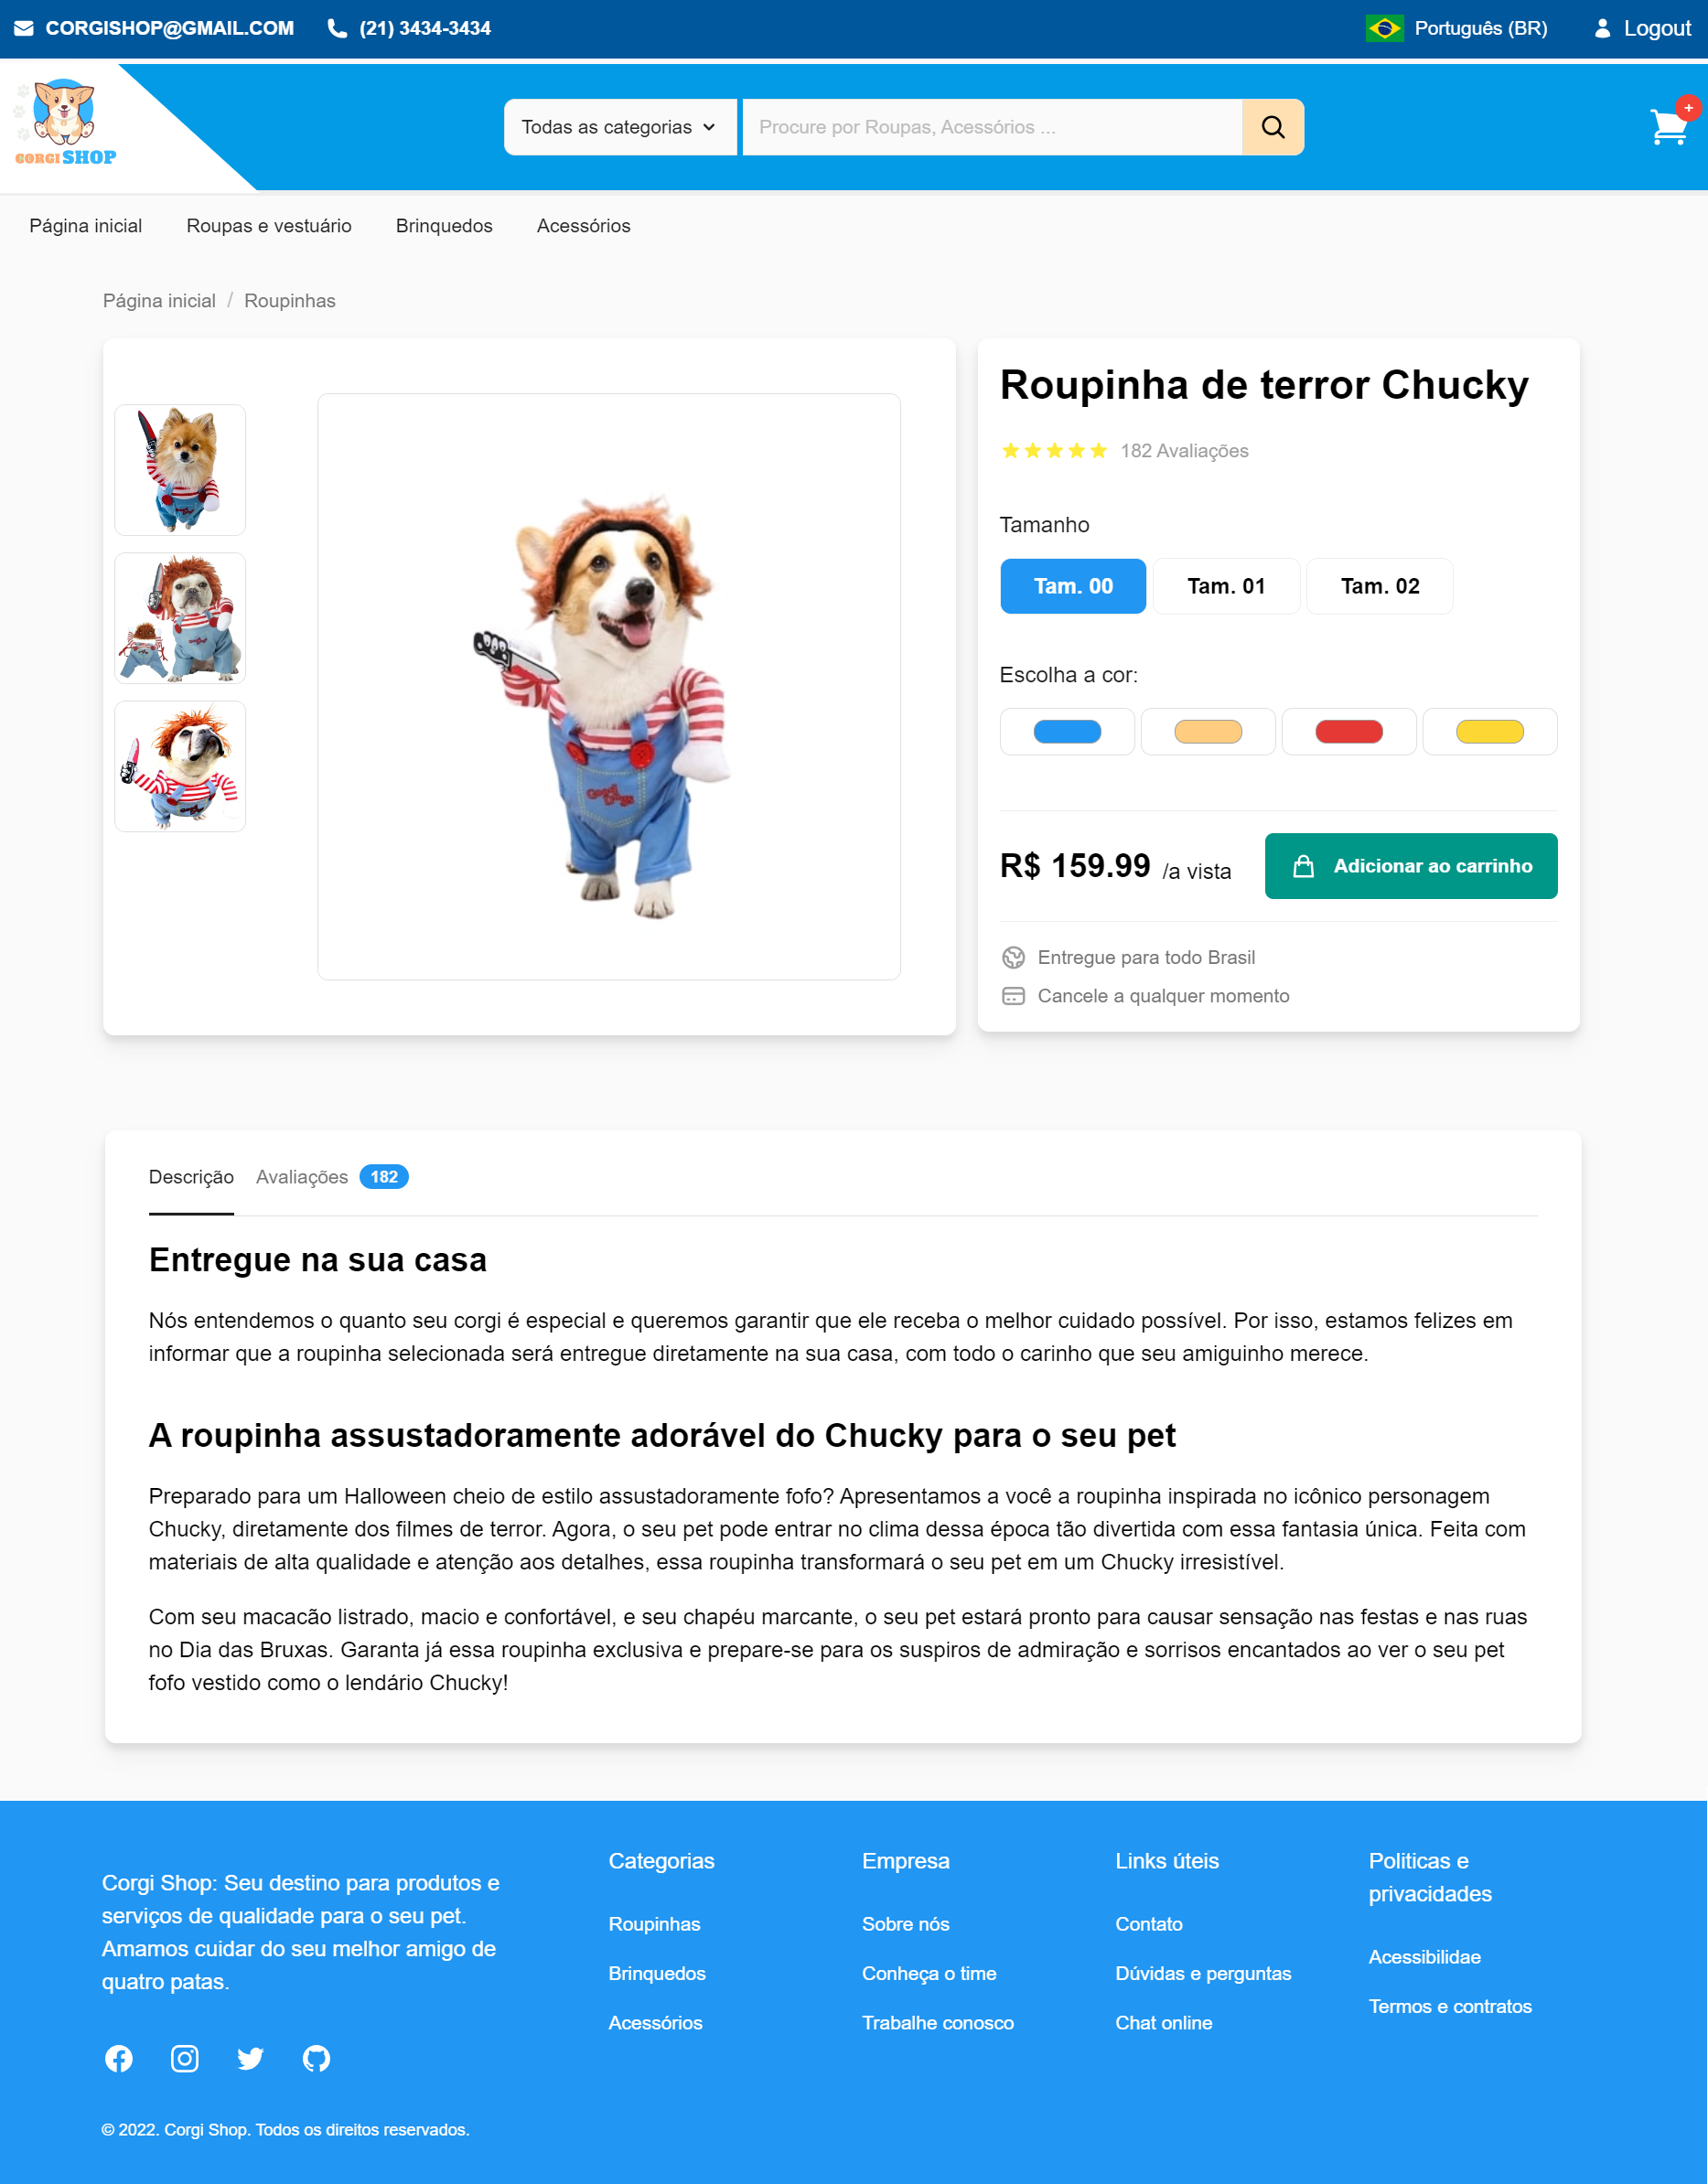 CORGISHOP@GMAIL.COM
(21) 3434-3434
Português (BR)
Logout
CORGI SHOP
Todas as categorias
Procure por Roupas, Acessórios ...
+
Página inicial
Roupas e vestuário
Brinquedos
Acessórios
Página inicial / Roupinhas
Roupinha de terror Chucky
182 Avaliações
Tamanho
Tam. 00
Tam. 01
Tam. 02
Escolha a cor:
R$ 159.99 /a vista
Adicionar ao carrinho
Entregue para todo Brasil
Cancele a qualquer momento
Descrição
Avaliações 182
Entregue na sua casa
Nós entendemos o quanto seu corgi é especial e queremos garantir que ele receba o melhor cuidado possível. Por isso, estamos felizes em
informar que a roupinha selecionada será entregue diretamente na sua casa, com todo o carinho que seu amiguinho merece.
A roupinha assustadoramente adorável do Chucky para o seu pet
Preparado para um Halloween cheio de estilo assustadoramente fofo? Apresentamos a você a roupinha inspirada no icônico personagem
Chucky, diretamente dos filmes de terror. Agora, o seu pet pode entrar no clima dessa época tão divertida com essa fantasia única. Feita com
materiais de alta qualidade e atenção aos detalhes, essa roupinha transformará o seu pet em um Chucky irresistível.
Com seu macacão listrado, macio e confortável, e seu chapéu marcante, o seu pet estará pronto para causar sensação nas festas e nas ruas
no Dia das Bruxas. Garanta já essa roupinha exclusiva e prepare-se para os suspiros de admiração e sorrisos encantados ao ver o seu pet
fofo vestido como o lendário Chucky!
Corgi Shop: Seu destino para produtos e
serviços de qualidade para o seu pet.
Amamos cuidar do seu melhor amigo de
quatro patas.
Categorias
Roupinhas
Brinquedos
Acessórios
Empresa
Sobre nós
Conheça o time
Trabalhe conosco
Links úteis
Contato
Dúvidas e perguntas
Chat online
Politicas e
privacidades
Acessibilidae
Termos e contratos
© 2022. Corgi Shop. Todos os direitos reservados.